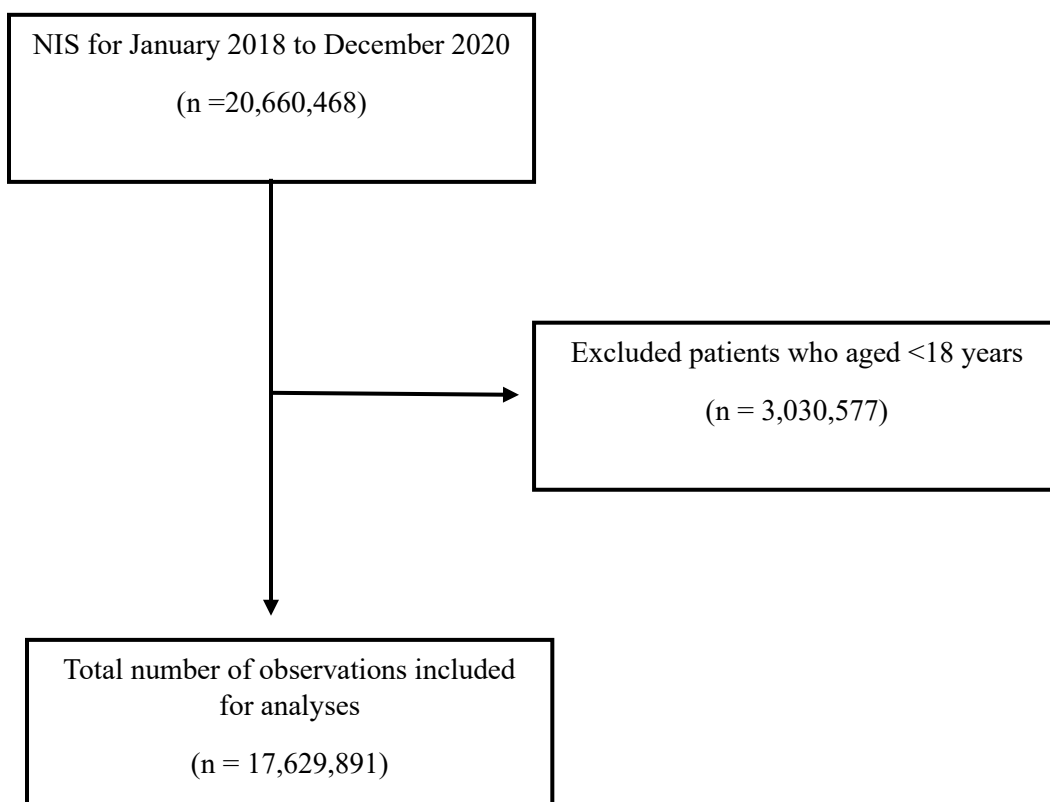 NIS for January 2018 to December 2020
(n =20,660,468)
Excluded patients who aged <18 years
(n = 3,030,577)
Total number of observations included
for analyses
(n = 17,629,891)